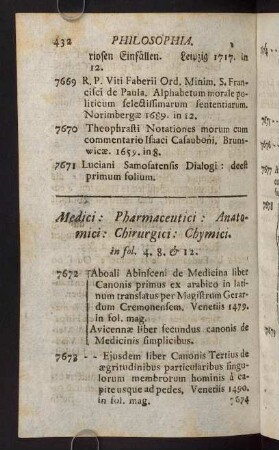 432 PHILOSOPHIA.
riosen Einfällen. Leipzig 1717. in
12.
7669 R. P. Viti Faberii Ord. Minim. S. Fran-
cisci de Paula. Alphabetum morale po-
liticum selectissimarum sententiarum.
Norimbergæ 1689. in 12.
7670 Theophrasti Notationes morum cum
commentario Isaaci Casauboni. Bruns-
wicæ. 1659. in 8.
7671 Luciani Samosatensis Dialogi: deest
primum folium.
Medici: Pharmaceutici: Anato-
mici: Chirurgici: Chymici.
in fol. 4. 8. & 12.
7672 Aboali Abinsceni de Medicina liber
Canonis primus ex arabico in lati-
num translatus per Magistrum Gerar-
dum Cremonensem. Venetiis 1479.
in fol. mag.
Avicennæ liber secundus canonis de
Medicinis simplicibus.
7673 - - Ejusdem liber Canonis Tertius de
ægritudinibus particularibus singu-
lorum membrorum hominis á ca-
pite usque ad pedes. Venetiis 1490.
in fol. mag. 7674